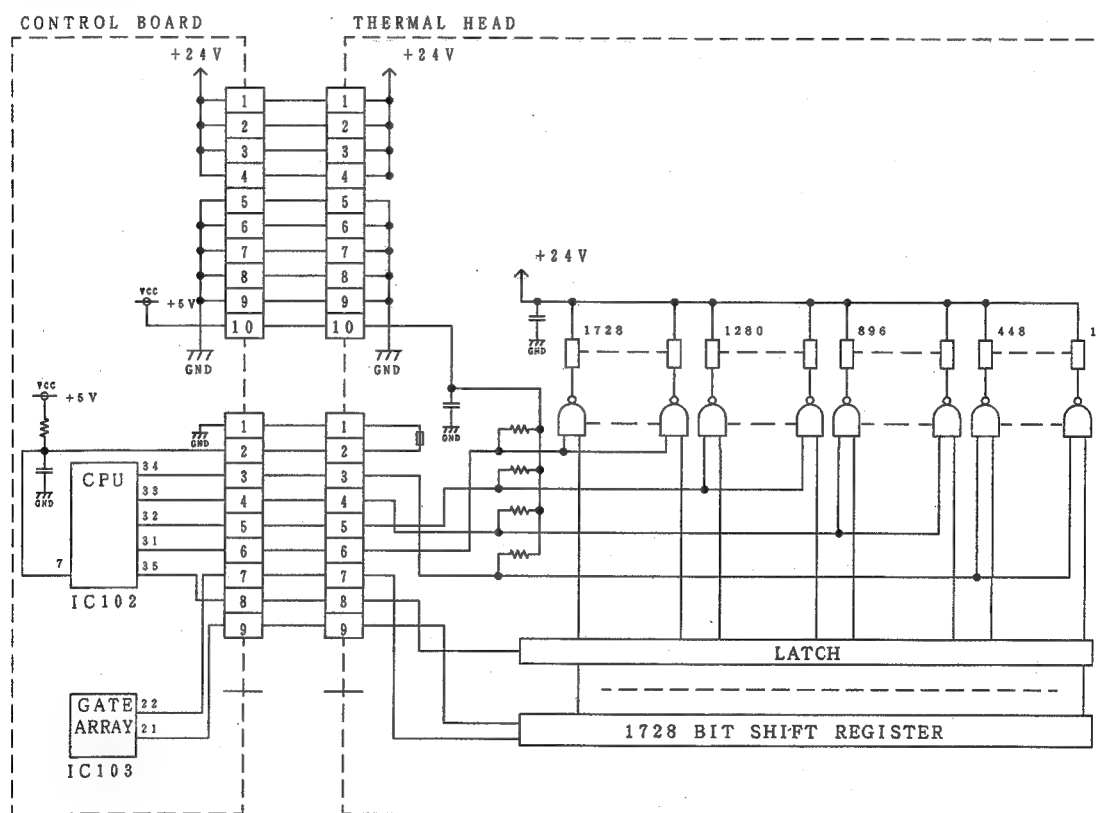 CONTROL BOARD THERMAL HEAD
+24V +24V
1 1
2 2
3 3
4 4
5 5
6 6
7 7
8 8
9 9
10 10
VCC +5V
GND GND
+24V
GND
1728 1280 896 448 1
VCC +5V
GND
GND
GND
1 1
2 2
3 3
4 4
5 5
6 6
7 7
8 8
9 9
CPU
34
33
32
31
35
7
IC102
LATCH
GATE ARRAY
22
21
IC103
1728 BIT SHIFT REGISTER